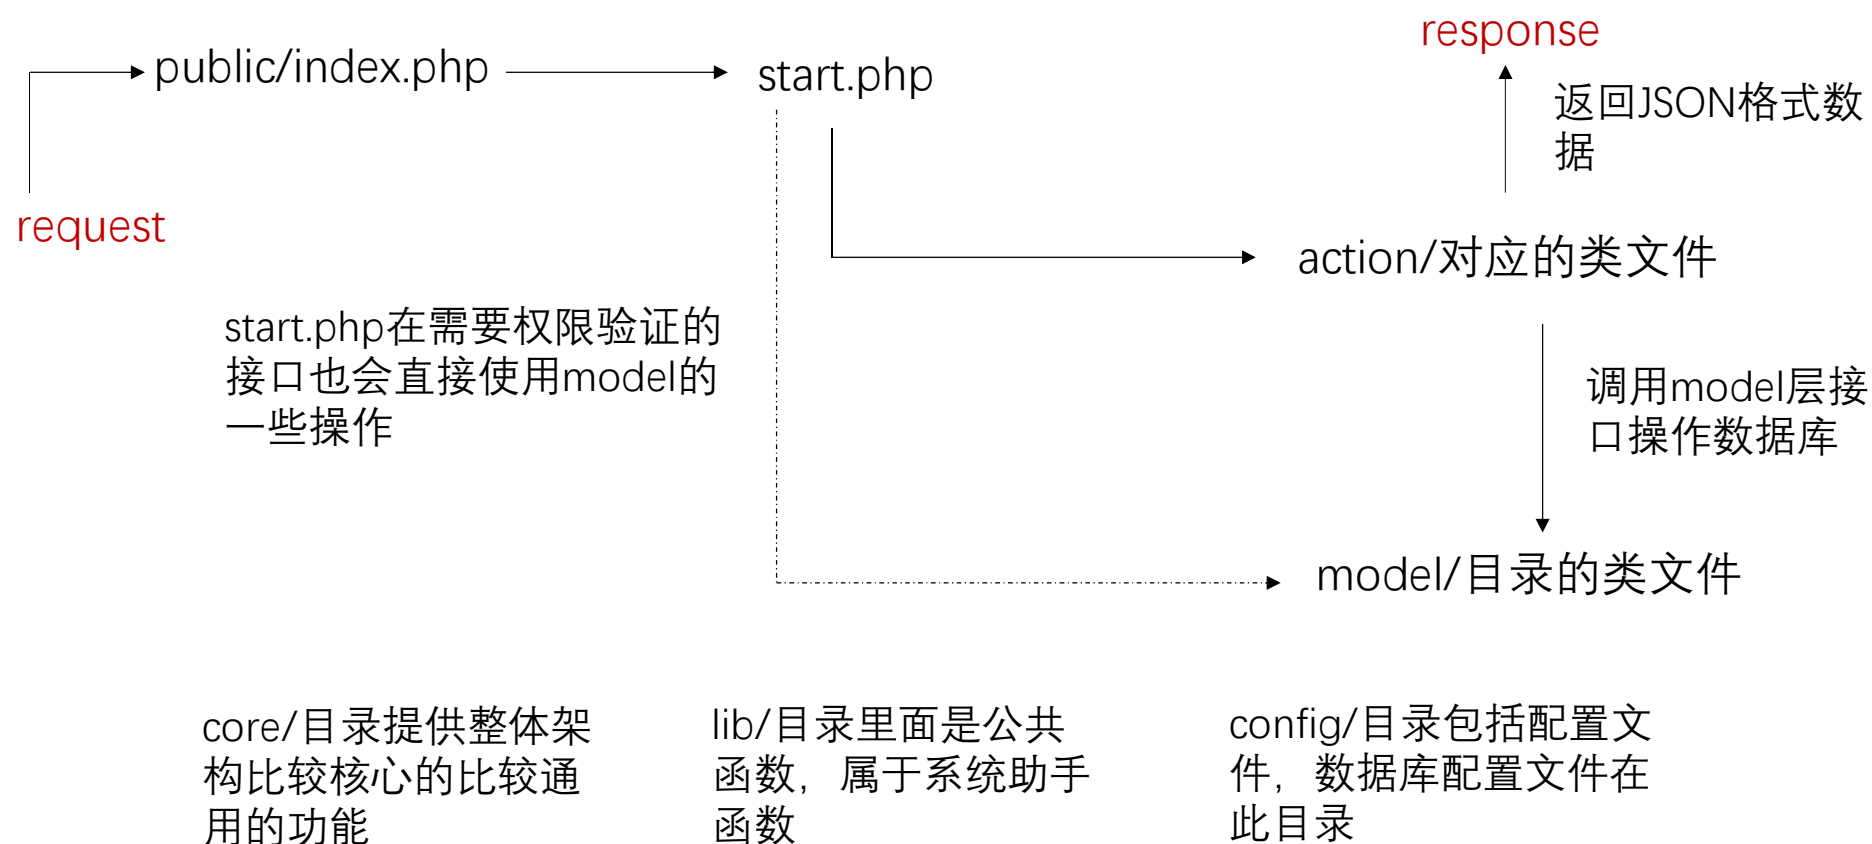 response
public/index.php
start.php
返回JSON格式数
据
request
action/对应的类文件
start.php在需要权限验证的
接口也会直接使用model的
一些操作
调用model层接
口操作数据库
model/目录的类文件
core/目录提供整体架
构比较核心的比较通
用的功能
lib/目录里面是公共
函数，属于系统助手
函数
config/目录包括配置文
件，数据库配置文件在
此目录